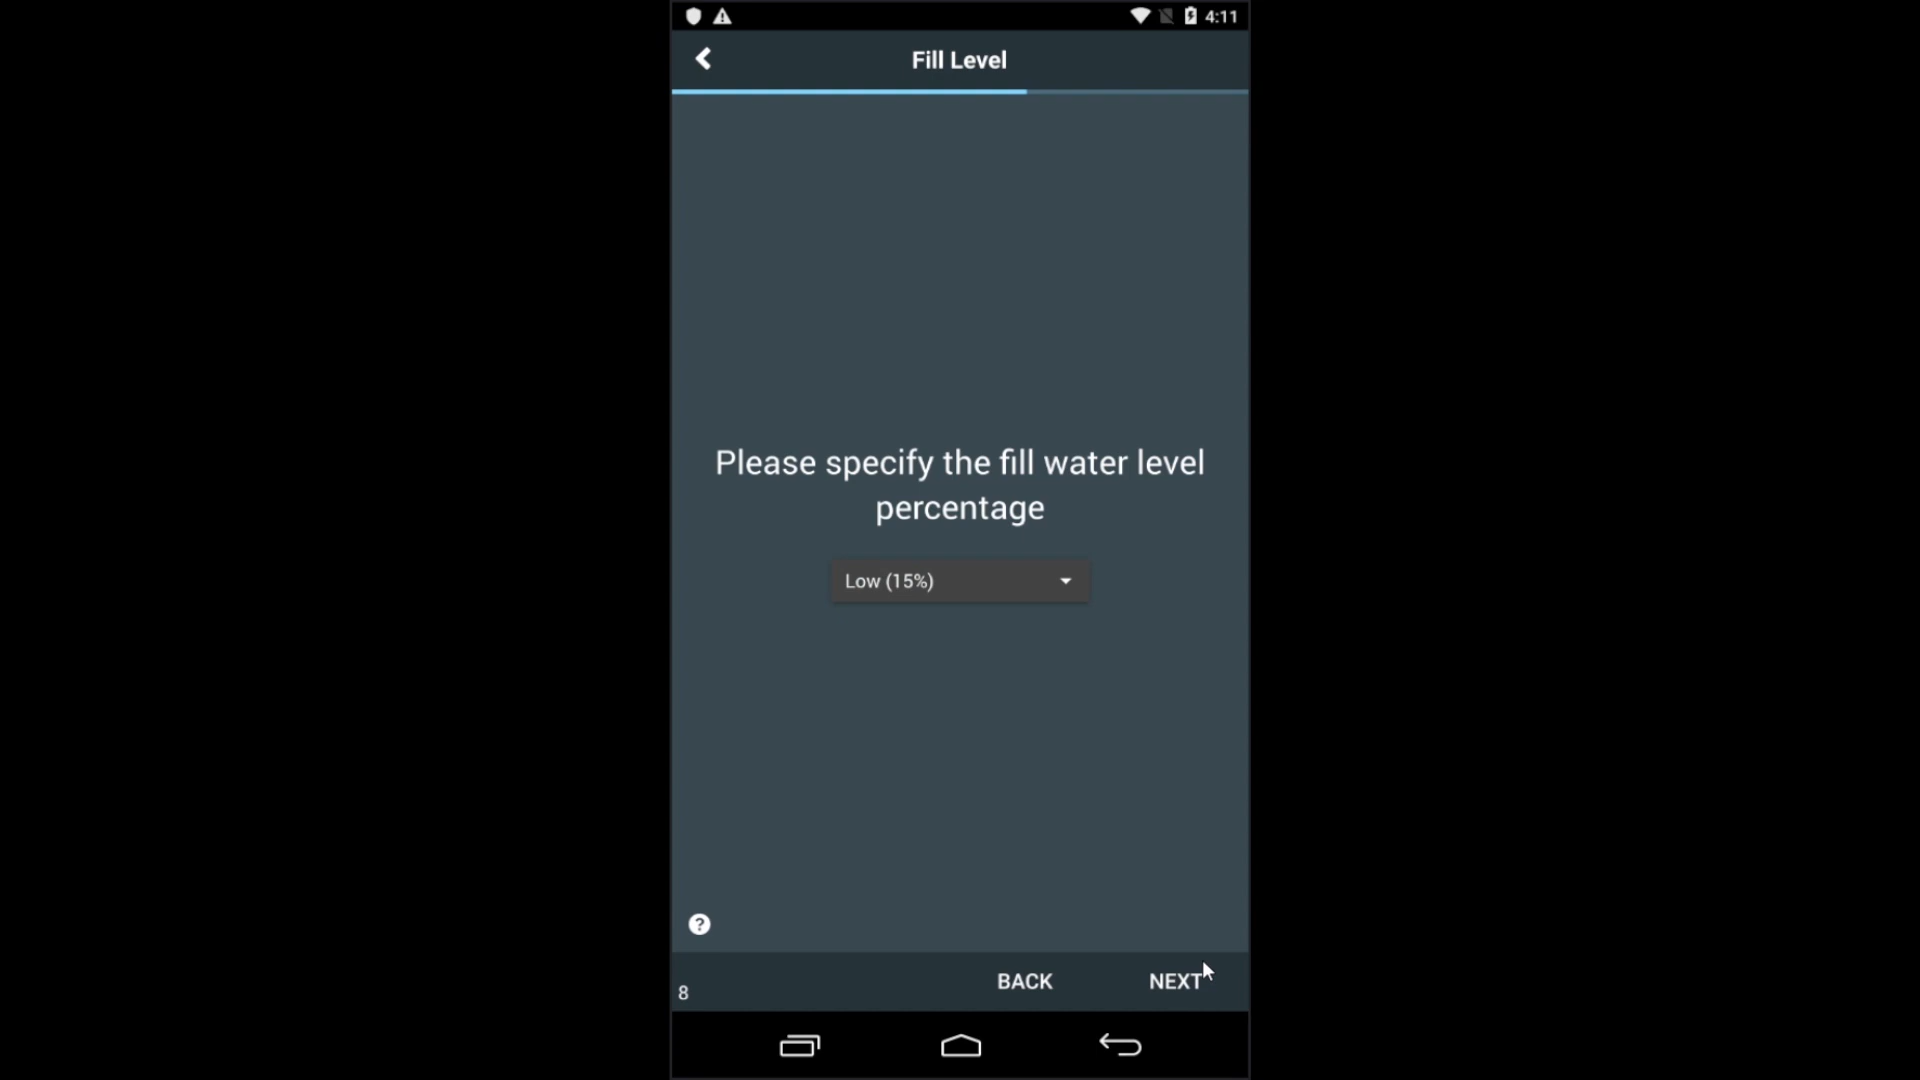 4:11
Fill Level
Please specify the fill water level
percentage
Low (15%)
?
BACK
NEXT
8